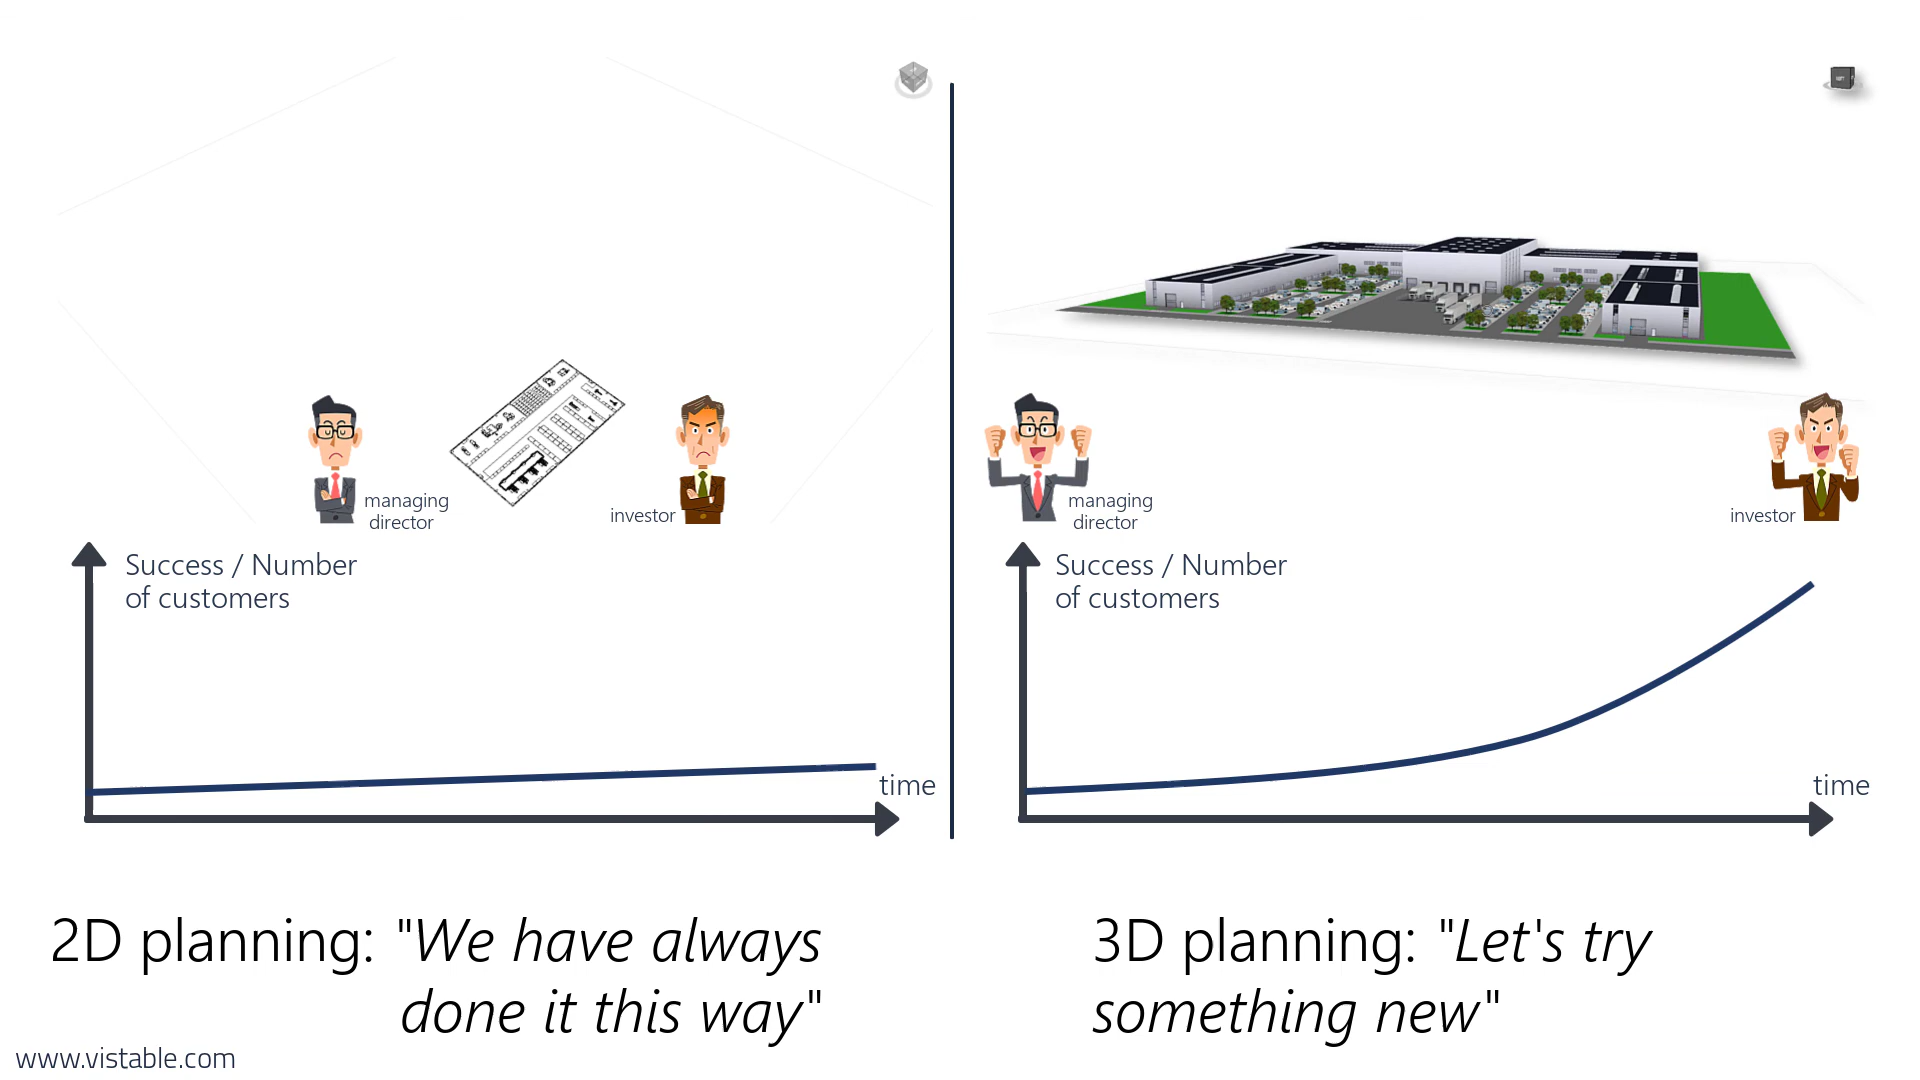 managing
director
investor
Success / Number
of customers
time
2D planning: "We have always
done it this way"
managing
director
investor
Success / Number
of customers
time
3D planning: "Let's try
something new"
www.vistable.com